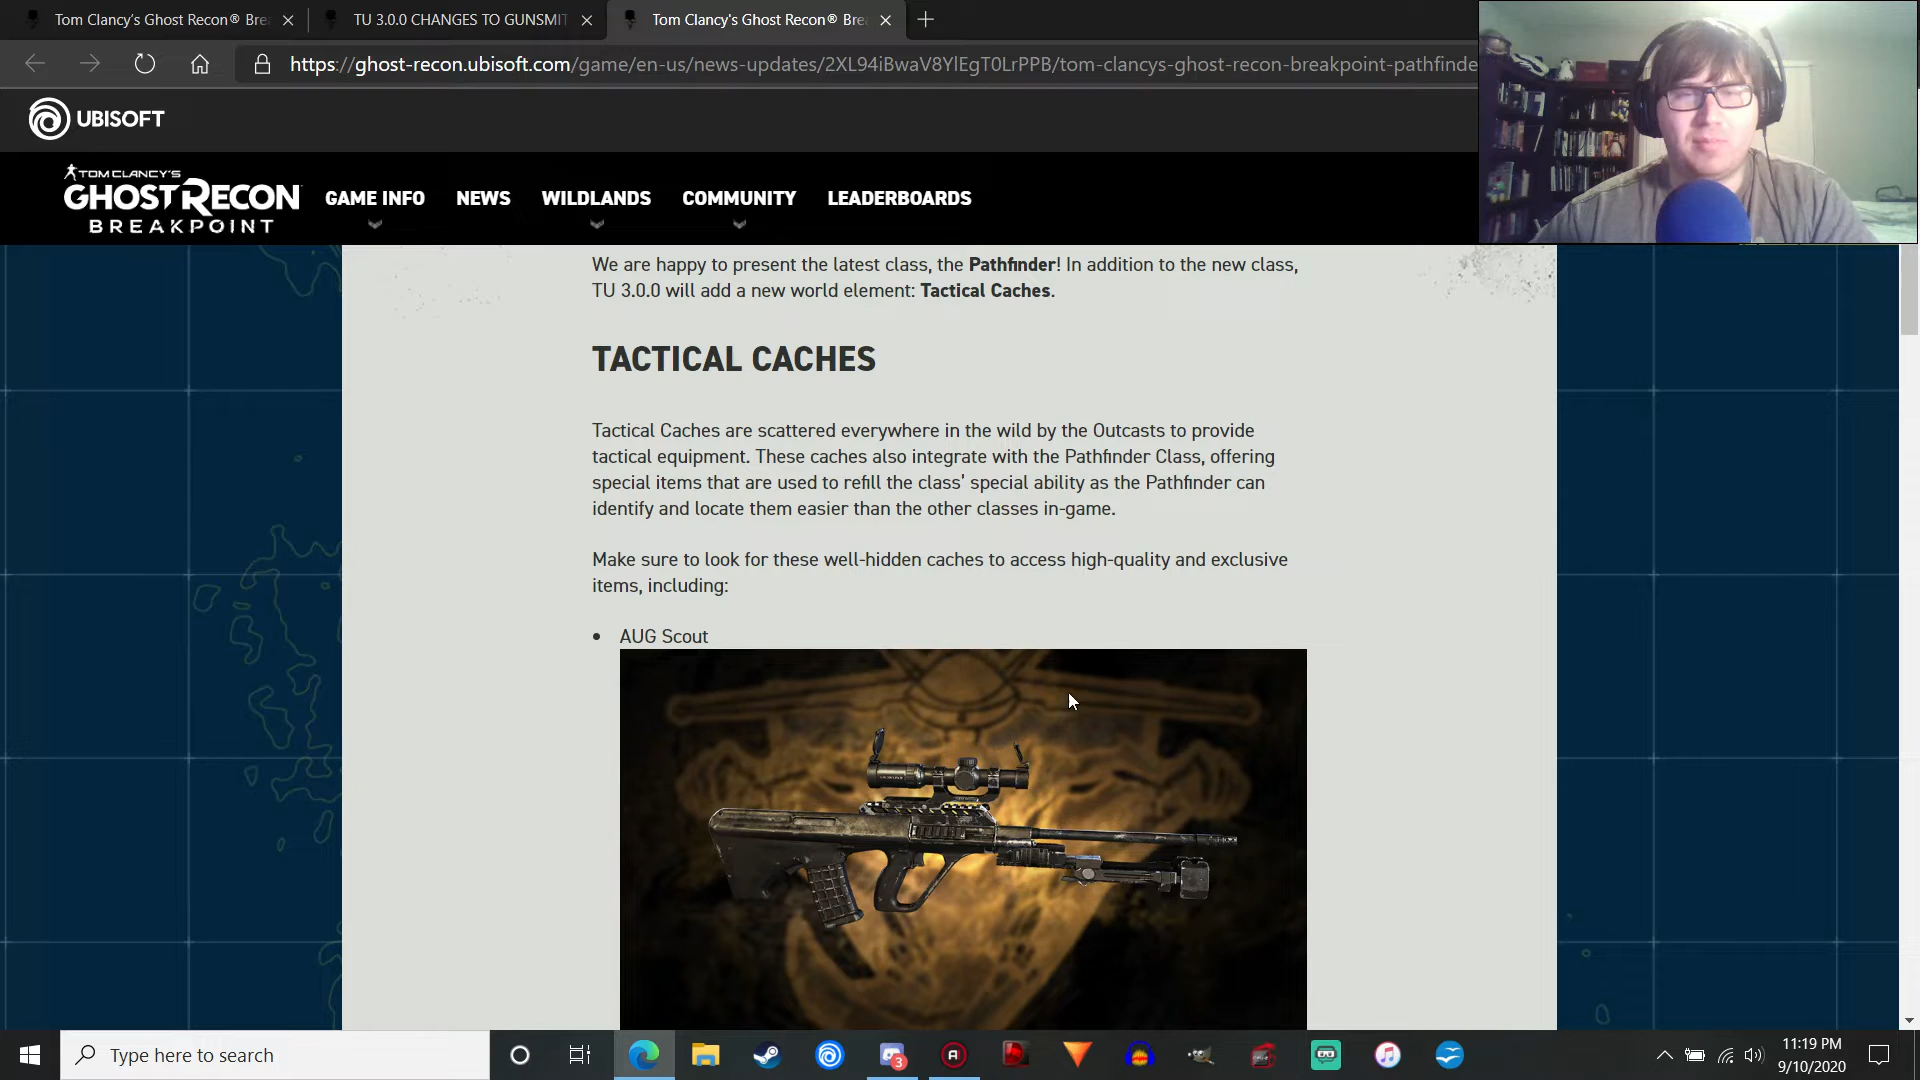 Tom Clancy's Ghost Recon® Bre
TU 3.0.0 CHANGES TO GUNSMIT
Tom Clancy's Ghost Recon® Bre
https://ghost-recon.ubisoft.com/game/en-us/news-updates/2XL94iBwaV8YlEgT0LrPPB/tom-clancys-ghost-recon-breakpoint-pathfinde
UBISOFT
TOM CLANCY'S
GHOST RECON
BREAKPOINT
GAME INFO
NEWS
WILDLANDS
COMMUNITY
LEADERBOARDS
We are happy to present the latest class, the Pathfinder! In addition to the new class,
TU 3.0.0 will add a new world element: Tactical Caches.
TACTICAL CACHES
Tactical Caches are scattered everywhere in the wild by the Outcasts to provide
tactical equipment. These caches also integrate with the Pathfinder Class, offering
special items that are used to refill the class' special ability as the Pathfinder can
identify and locate them easier than the other classes in-game.
Make sure to look for these well-hidden caches to access high-quality and exclusive
items, including:
• AUG Scout
Type here to search
3
11:19 PM
9/10/2020